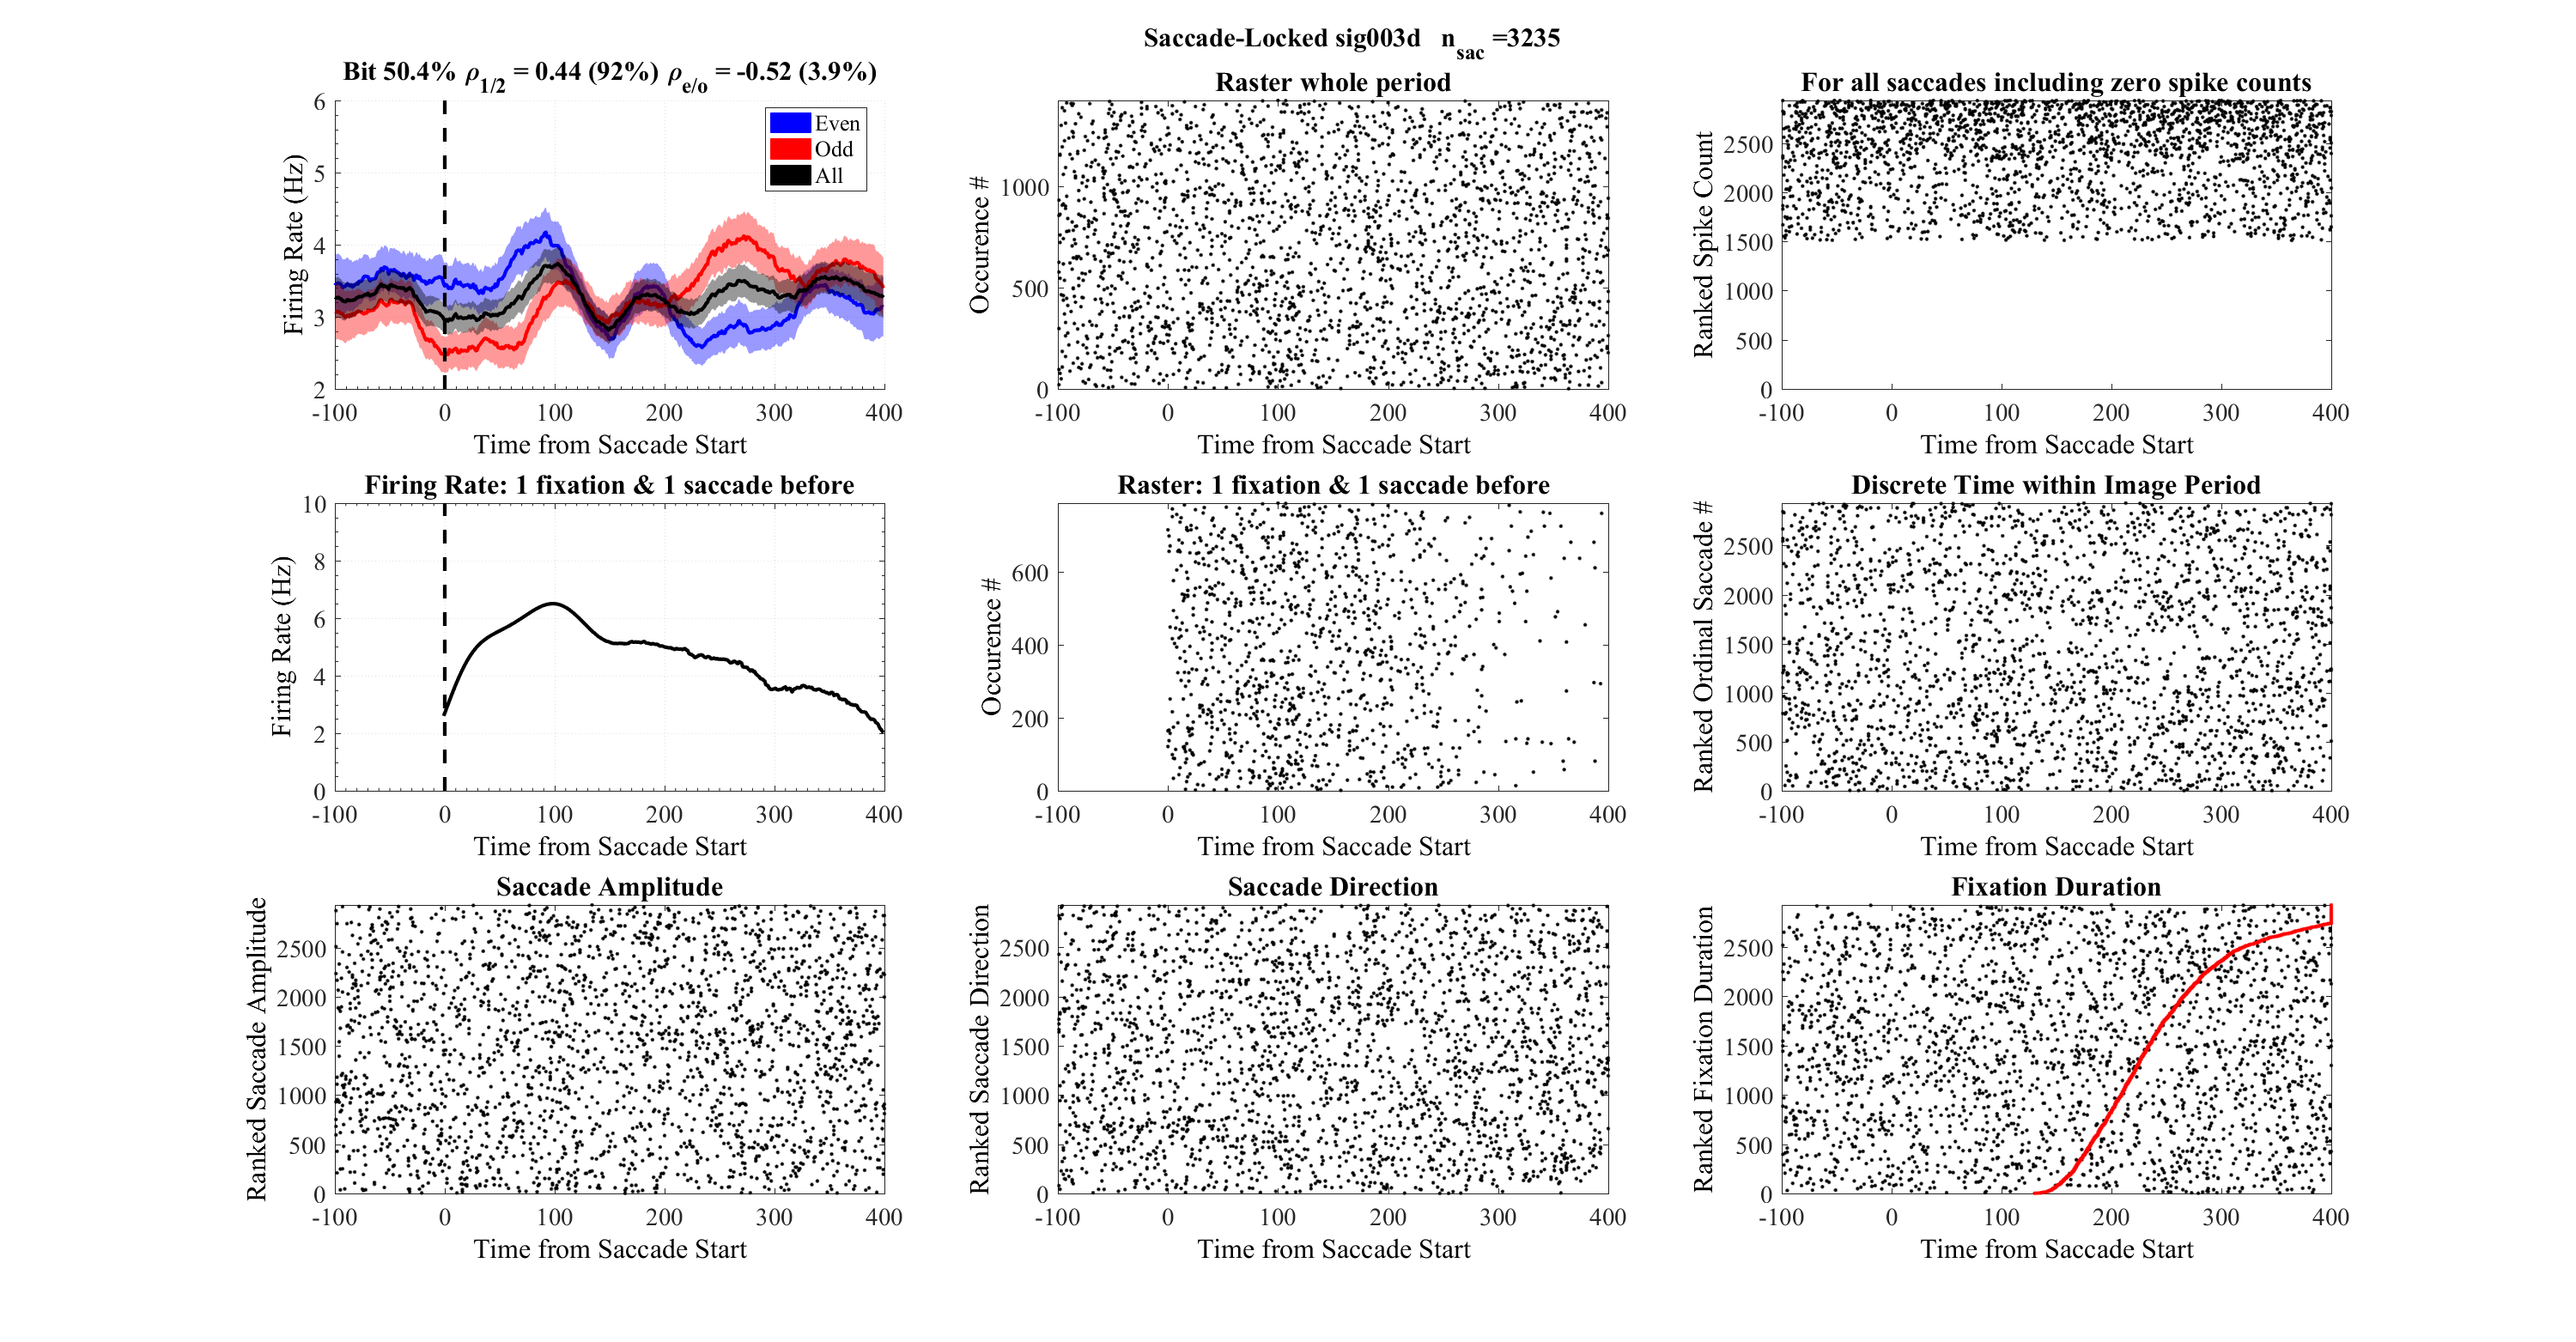 Saccade-Locked sig003d n_sac =3235
Bit 50.4% ρ_1/2 = 0.44 (92%) ρ_e/o = -0.52 (3.9%)
Even
Odd
All
Firing Rate (Hz)
6
5
4
3
2
-100 0 100 200 300 400
Time from Saccade Start
Raster whole period
Occurence #
1000
500
0
-100 0 100 200 300 400
Time from Saccade Start
For all saccades including zero spike counts
Ranked Spike Count
2500
2000
1500
1000
500
0
-100 0 100 200 300 400
Time from Saccade Start
Firing Rate: 1 fixation & 1 saccade before
Firing Rate (Hz)
10
8
6
4
2
0
-100 0 100 200 300 400
Time from Saccade Start
Raster: 1 fixation & 1 saccade before
Occurence #
600
400
200
0
-100 0 100 200 300 400
Time from Saccade Start
Discrete Time within Image Period
Ranked Ordinal Saccade #
2500
2000
1500
1000
500
0
-100 0 100 200 300 400
Time from Saccade Start
Saccade Amplitude
Ranked Saccade Amplitude
2500
2000
1500
1000
500
0
-100 0 100 200 300 400
Time from Saccade Start
Saccade Direction
Ranked Saccade Direction
2500
2000
1500
1000
500
0
-100 0 100 200 300 400
Time from Saccade Start
Fixation Duration
Ranked Fixation Duration
2500
2000
1500
1000
500
0
-100 0 100 200 300 400
Time from Saccade Start